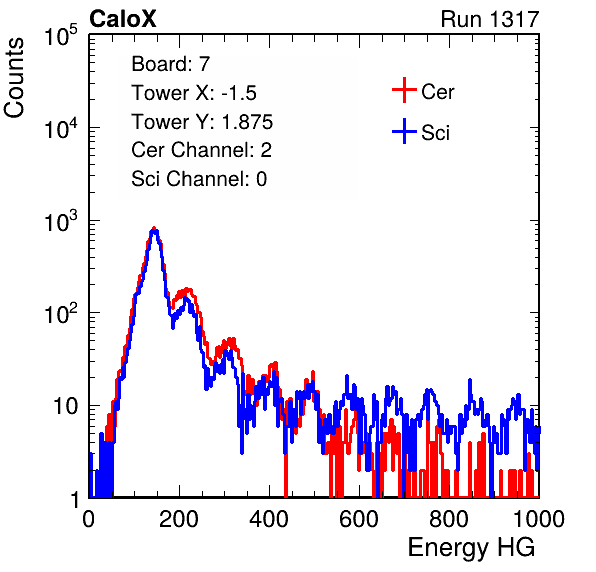 CaloX Run 1317
Counts
10^5
10^4
10^3
10^2
10
1
Board: 7
Tower X: -1.5
Tower Y: 1.875
Cer Channel: 2
Sci Channel: 0
Cer
Sci
0 200 400 600 800 1000
Energy HG